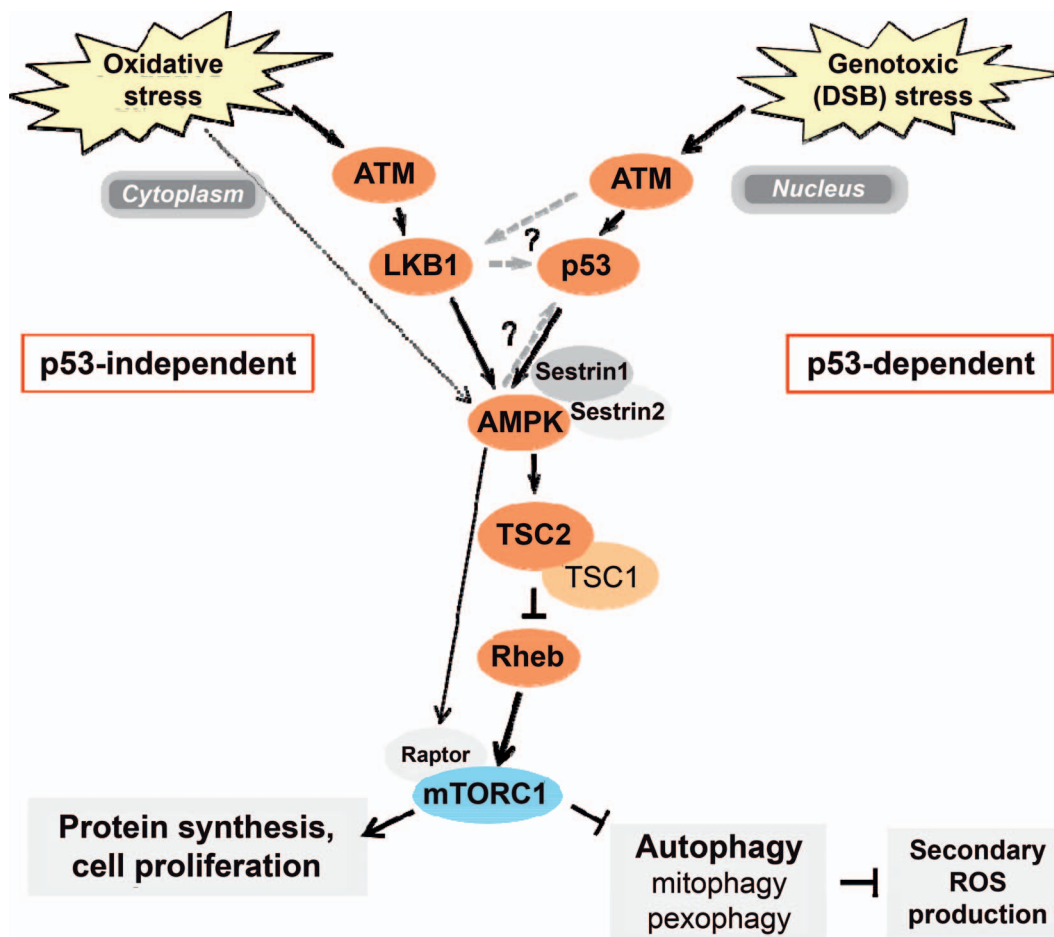 Oxidative
stress
Genotoxic
(DSB) stress
ATM
ATM
Cytoplasm
Nucleus
?
LKB1
p53
p53-independent
?
p53-dependent
Sestrin1
Sestrin2
AMPK
TSC2
TSC1
Rheb
Raptor
mTORC1
Protein synthesis,
cell proliferation
Autophagy
mitophagy
pexophagy
Secondary
ROS
production